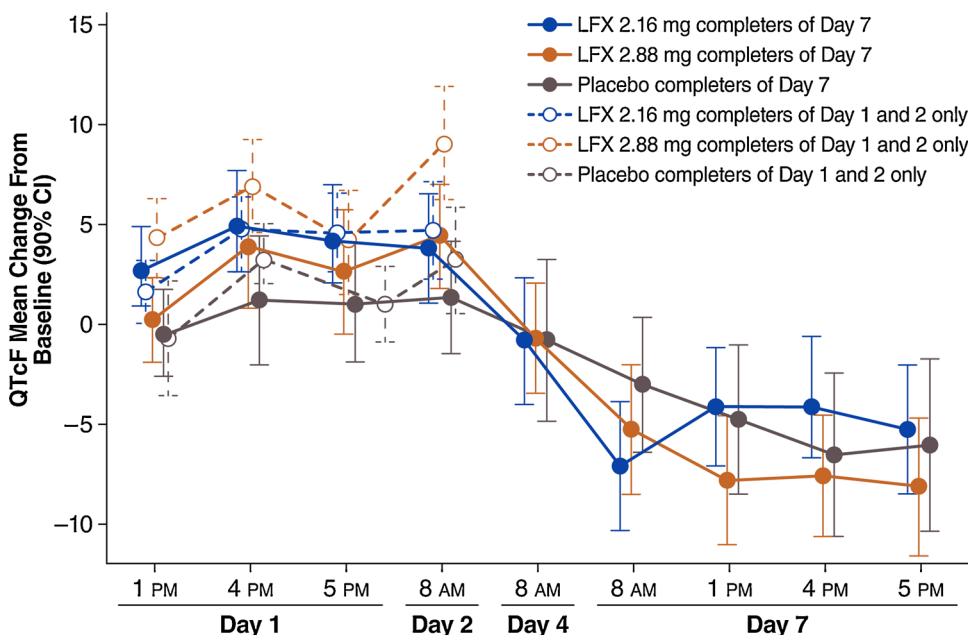 15
10
5
0
−5
−10
QTcF Mean Change From
Baseline (90% CI)
LFX 2.16 mg completers of Day 7
LFX 2.88 mg completers of Day 7
Placebo completers of Day 7
LFX 2.16 mg completers of Day 1 and 2 only
LFX 2.88 mg completers of Day 1 and 2 only
Placebo completers of Day 1 and 2 only
1 PM 4 PM 5 PM 8 AM 8 AM 8 AM 1 PM 4 PM 5 PM
Day 1 Day 2 Day 4 Day 7